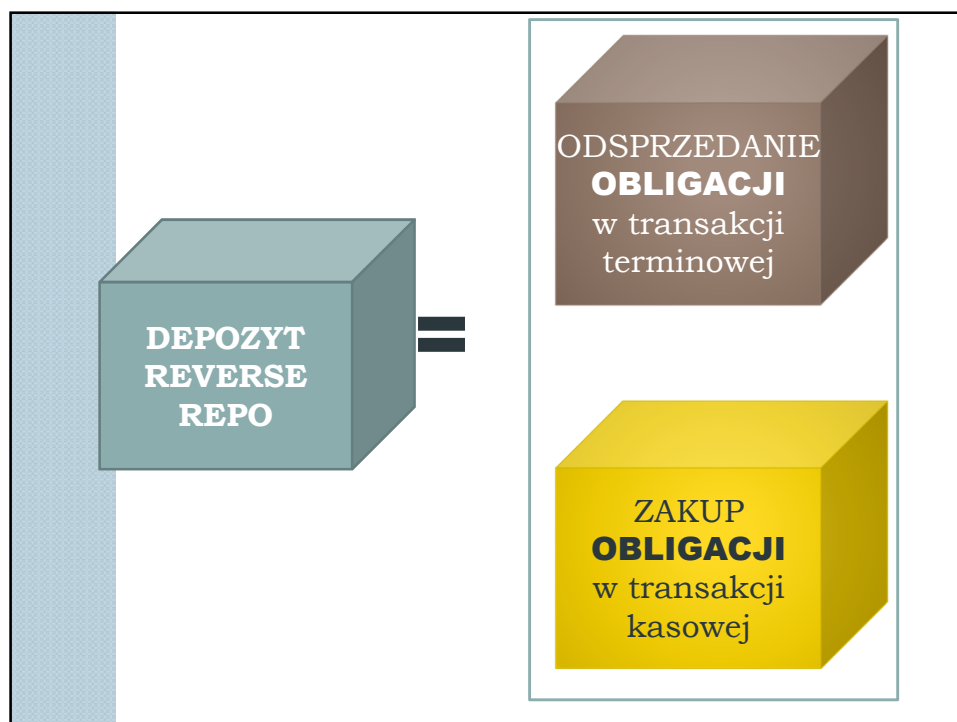 DEPOZYT
REVERSE
REPO
=
ODSPRZEDANIE
OBLIGACJI
w transakcji
terminowej
ZAKUP
OBLIGACJI
w transakcji
kasowej